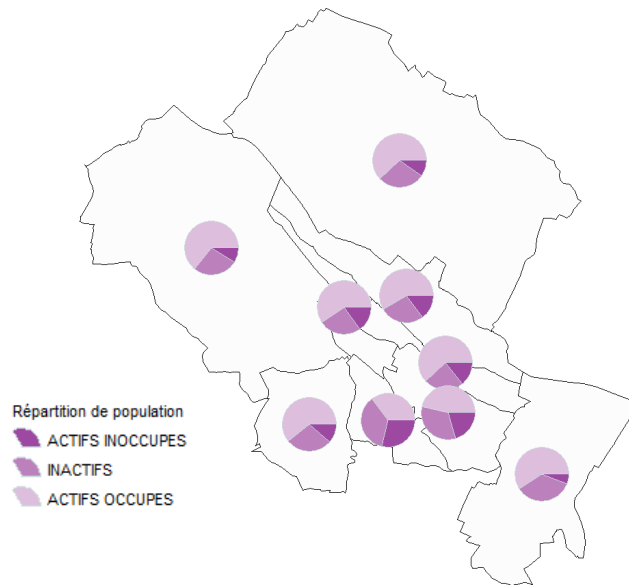 Répartition de population
ACTIFS INOCCUPES
INACTIFS
ACTIFS OCCUPES